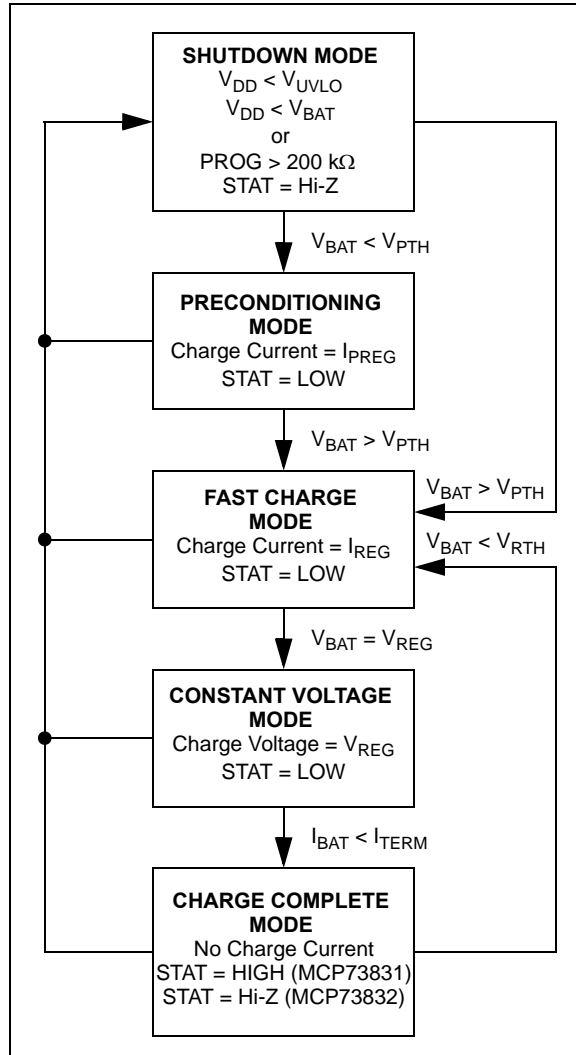 SHUTDOWN MODE
VDD < VUVLO
VDD < VBAT
or
PROG > 200 kΩ
STAT = Hi-Z
VBAT < VPTH
PRECONDITIONING
MODE
Charge Current = IPREG
STAT = LOW
VBAT > VPTH
FAST CHARGE
MODE
Charge Current = IREG
STAT = LOW
VBAT > VPTH
VBAT < VRTH
VBAT = VREG
CONSTANT VOLTAGE
MODE
Charge Voltage = VREG
STAT = LOW
IBAT < ITERM
CHARGE COMPLETE
MODE
No Charge Current
STAT = HIGH (MCP73831)
STAT = Hi-Z (MCP73832)